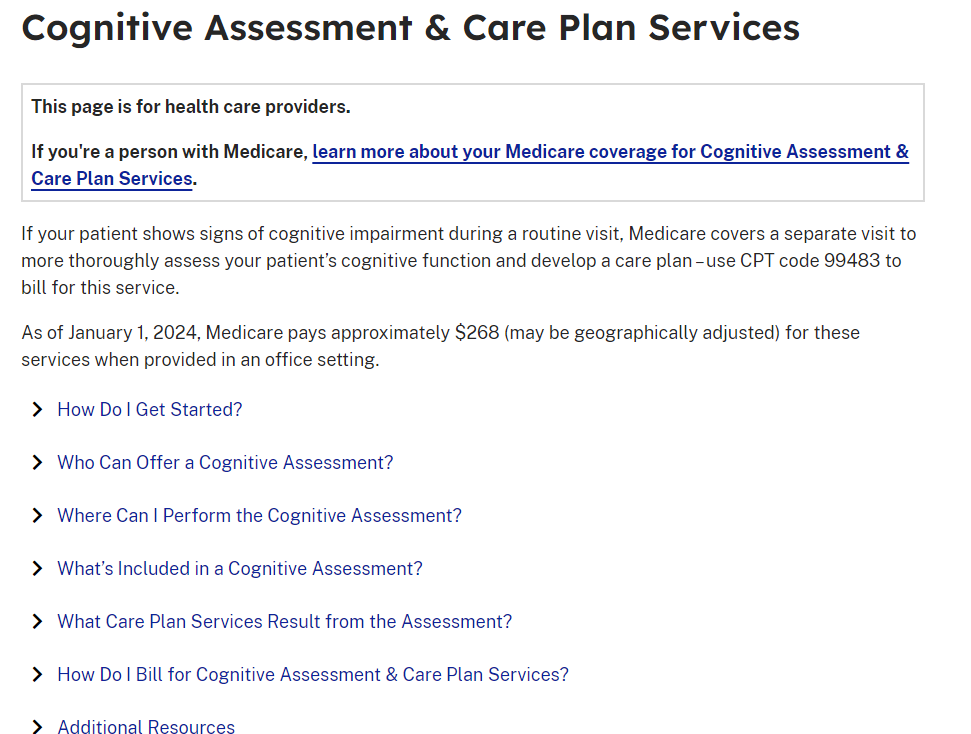 Cognitive Assessment & Care Plan Services
This page is for health care providers.
If you're a person with Medicare, learn more about your Medicare coverage for Cognitive Assessment &
Care Plan Services.
If your patient shows signs of cognitive impairment during a routine visit, Medicare covers a separate visit to
more thoroughly assess your patient’s cognitive function and develop a care plan – use CPT code 99483 to
bill for this service.
As of January 1, 2024, Medicare pays approximately $268 (may be geographically adjusted) for these
services when provided in an office setting.
How Do I Get Started?
Who Can Offer a Cognitive Assessment?
Where Can I Perform the Cognitive Assessment?
What’s Included in a Cognitive Assessment?
What Care Plan Services Result from the Assessment?
How Do I Bill for Cognitive Assessment & Care Plan Services?
Additional Resources